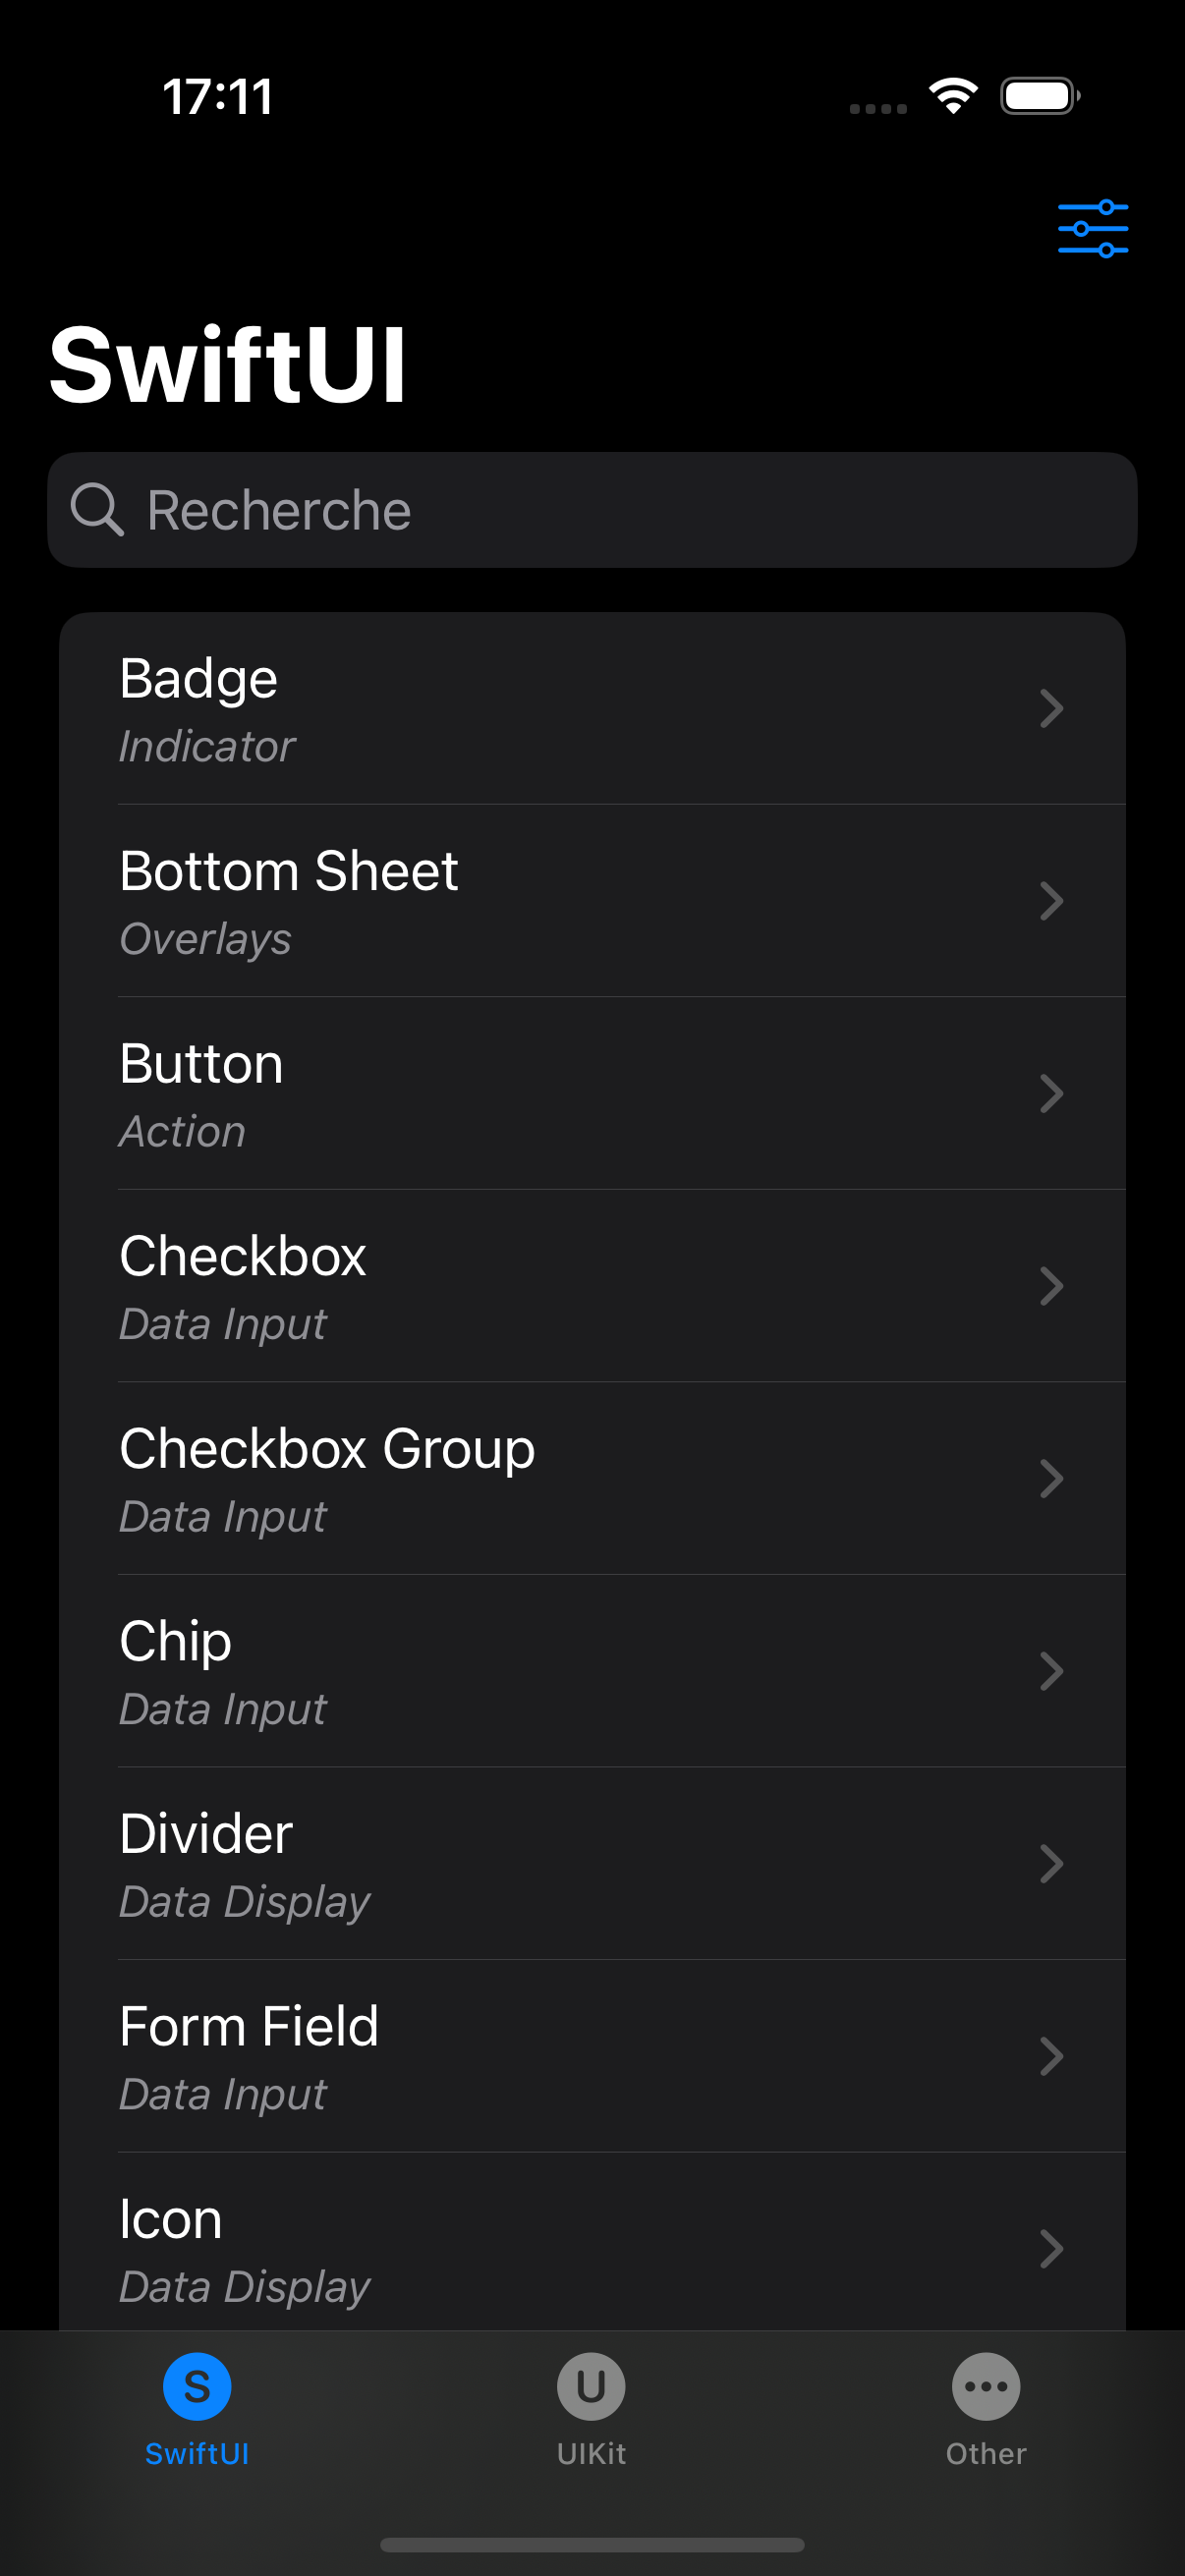 17:11
SwiftUI
Recherche
Badge
Indicator
Bottom Sheet
Overlays
Button
Action
Checkbox
Data Input
Checkbox Group
Data Input
Chip
Data Input
Divider
Data Display
Form Field
Data Input
Icon
Data Display
S
U
SwiftUI
UIKit
Other